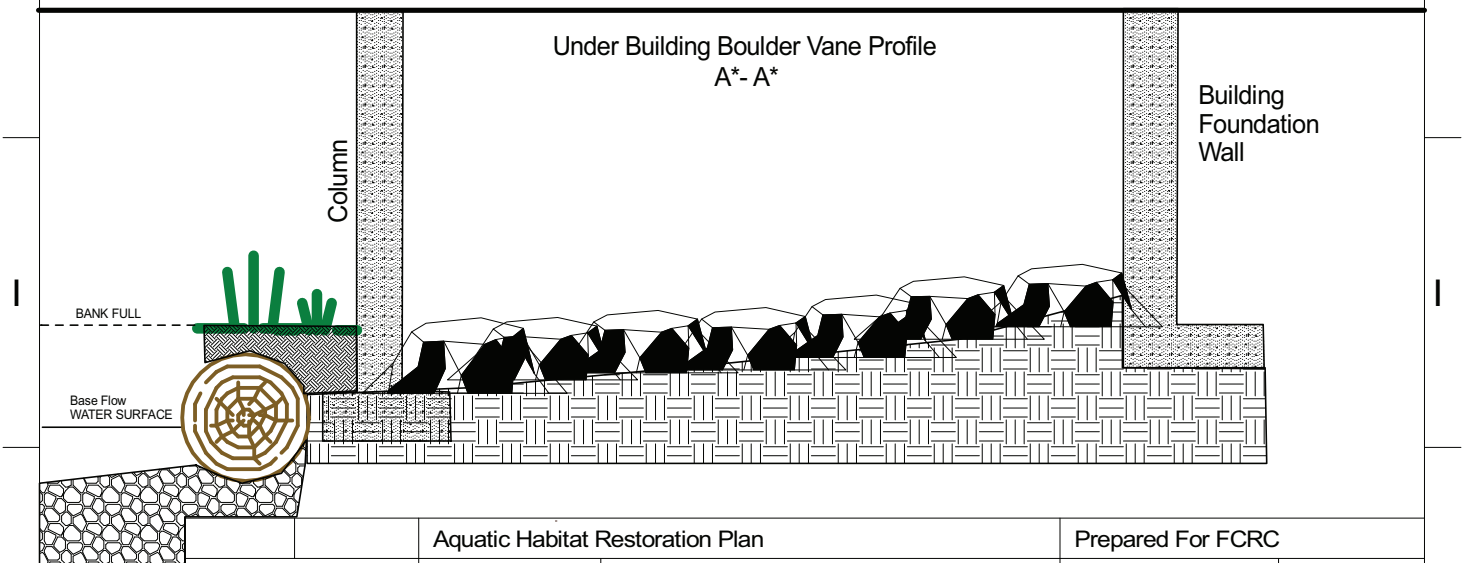 Under Building Boulder Vane Profile
A*- A*
Building
Foundation
Wall
Column
I
I
BANK FULL
Base Flow
WATER SURFACE
Aquatic Habitat Restoration Plan
Prepared For FCRC